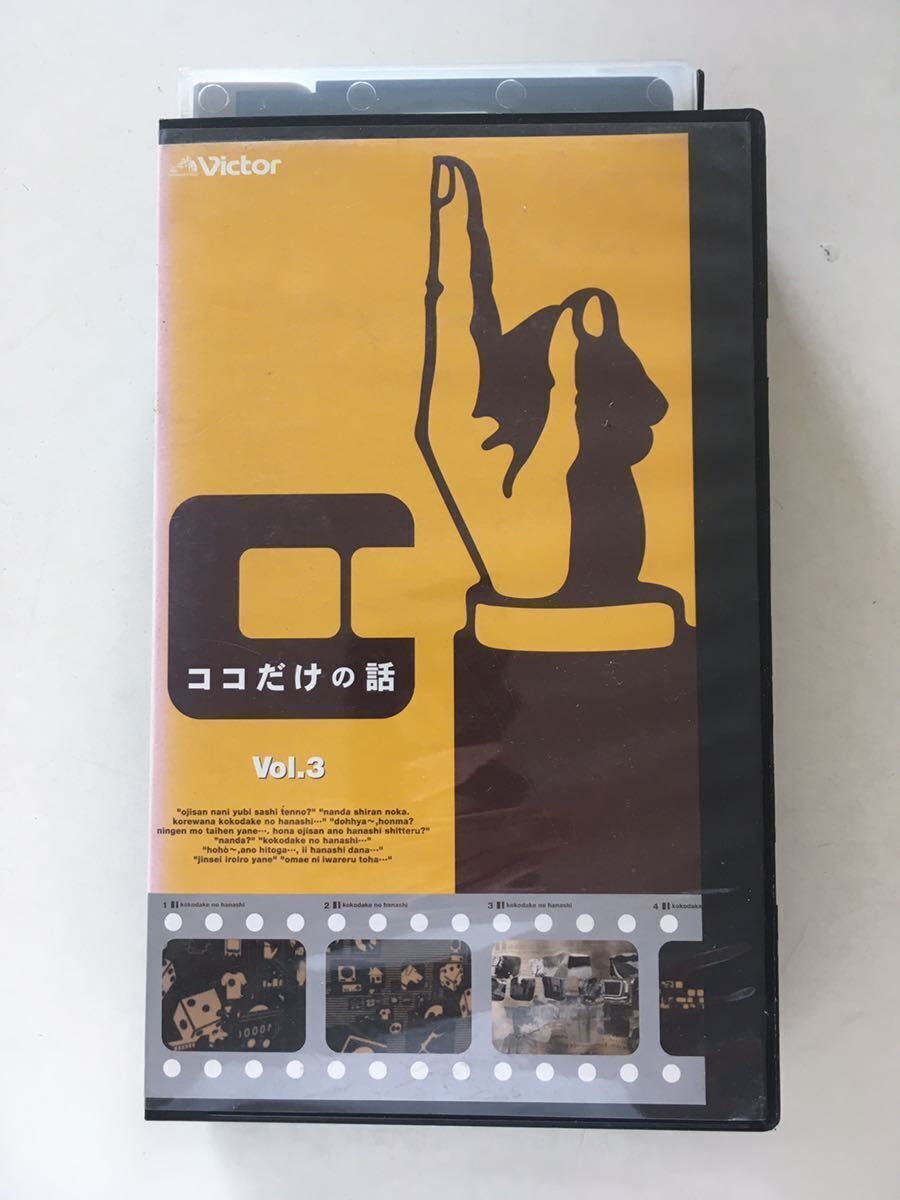 Victor
ココだけの話
Vol.3
"ojisan nani yubi sashi tenno?" "nanda shiran noka.
korewana kokodake no hanashi…" "dohhya〜,honma?
ningen mo taihen yane…, hona ojisan ano hanashi shitteru?"
"nanda?" "kokodake no hanashi…"
"hohò〜,ano hitoga…, ii hanashi dana…"
"jinsei iroiro yane" "omae ni iwareru toha…"
1 kokodake no hanashi 2 kokodake no hanashi 3 kokodake no hanashi 4 kokodake